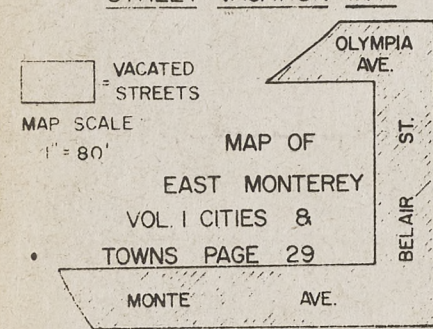 OLYMPIA
AVE.
= VACATED
STREETS
MAP SCALE
1" = 80'
MAP OF
EAST MONTEREY
VOL. 1 CITIES &
TOWNS PAGE 29
BELAIR ST.
MONTE AVE.